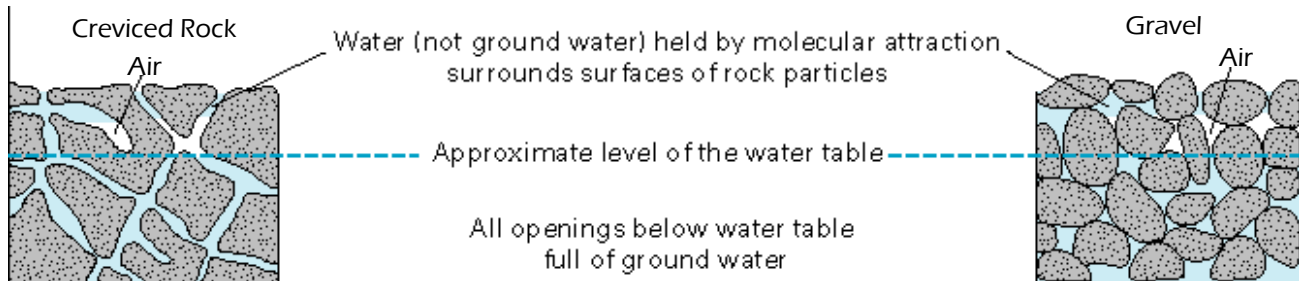 Creviced Rock
Air
Water (not ground water) held by molecular attraction
surrounds surfaces of rock particles
Gravel
Air
Approximate level of the water table
All openings below water table
full of ground water